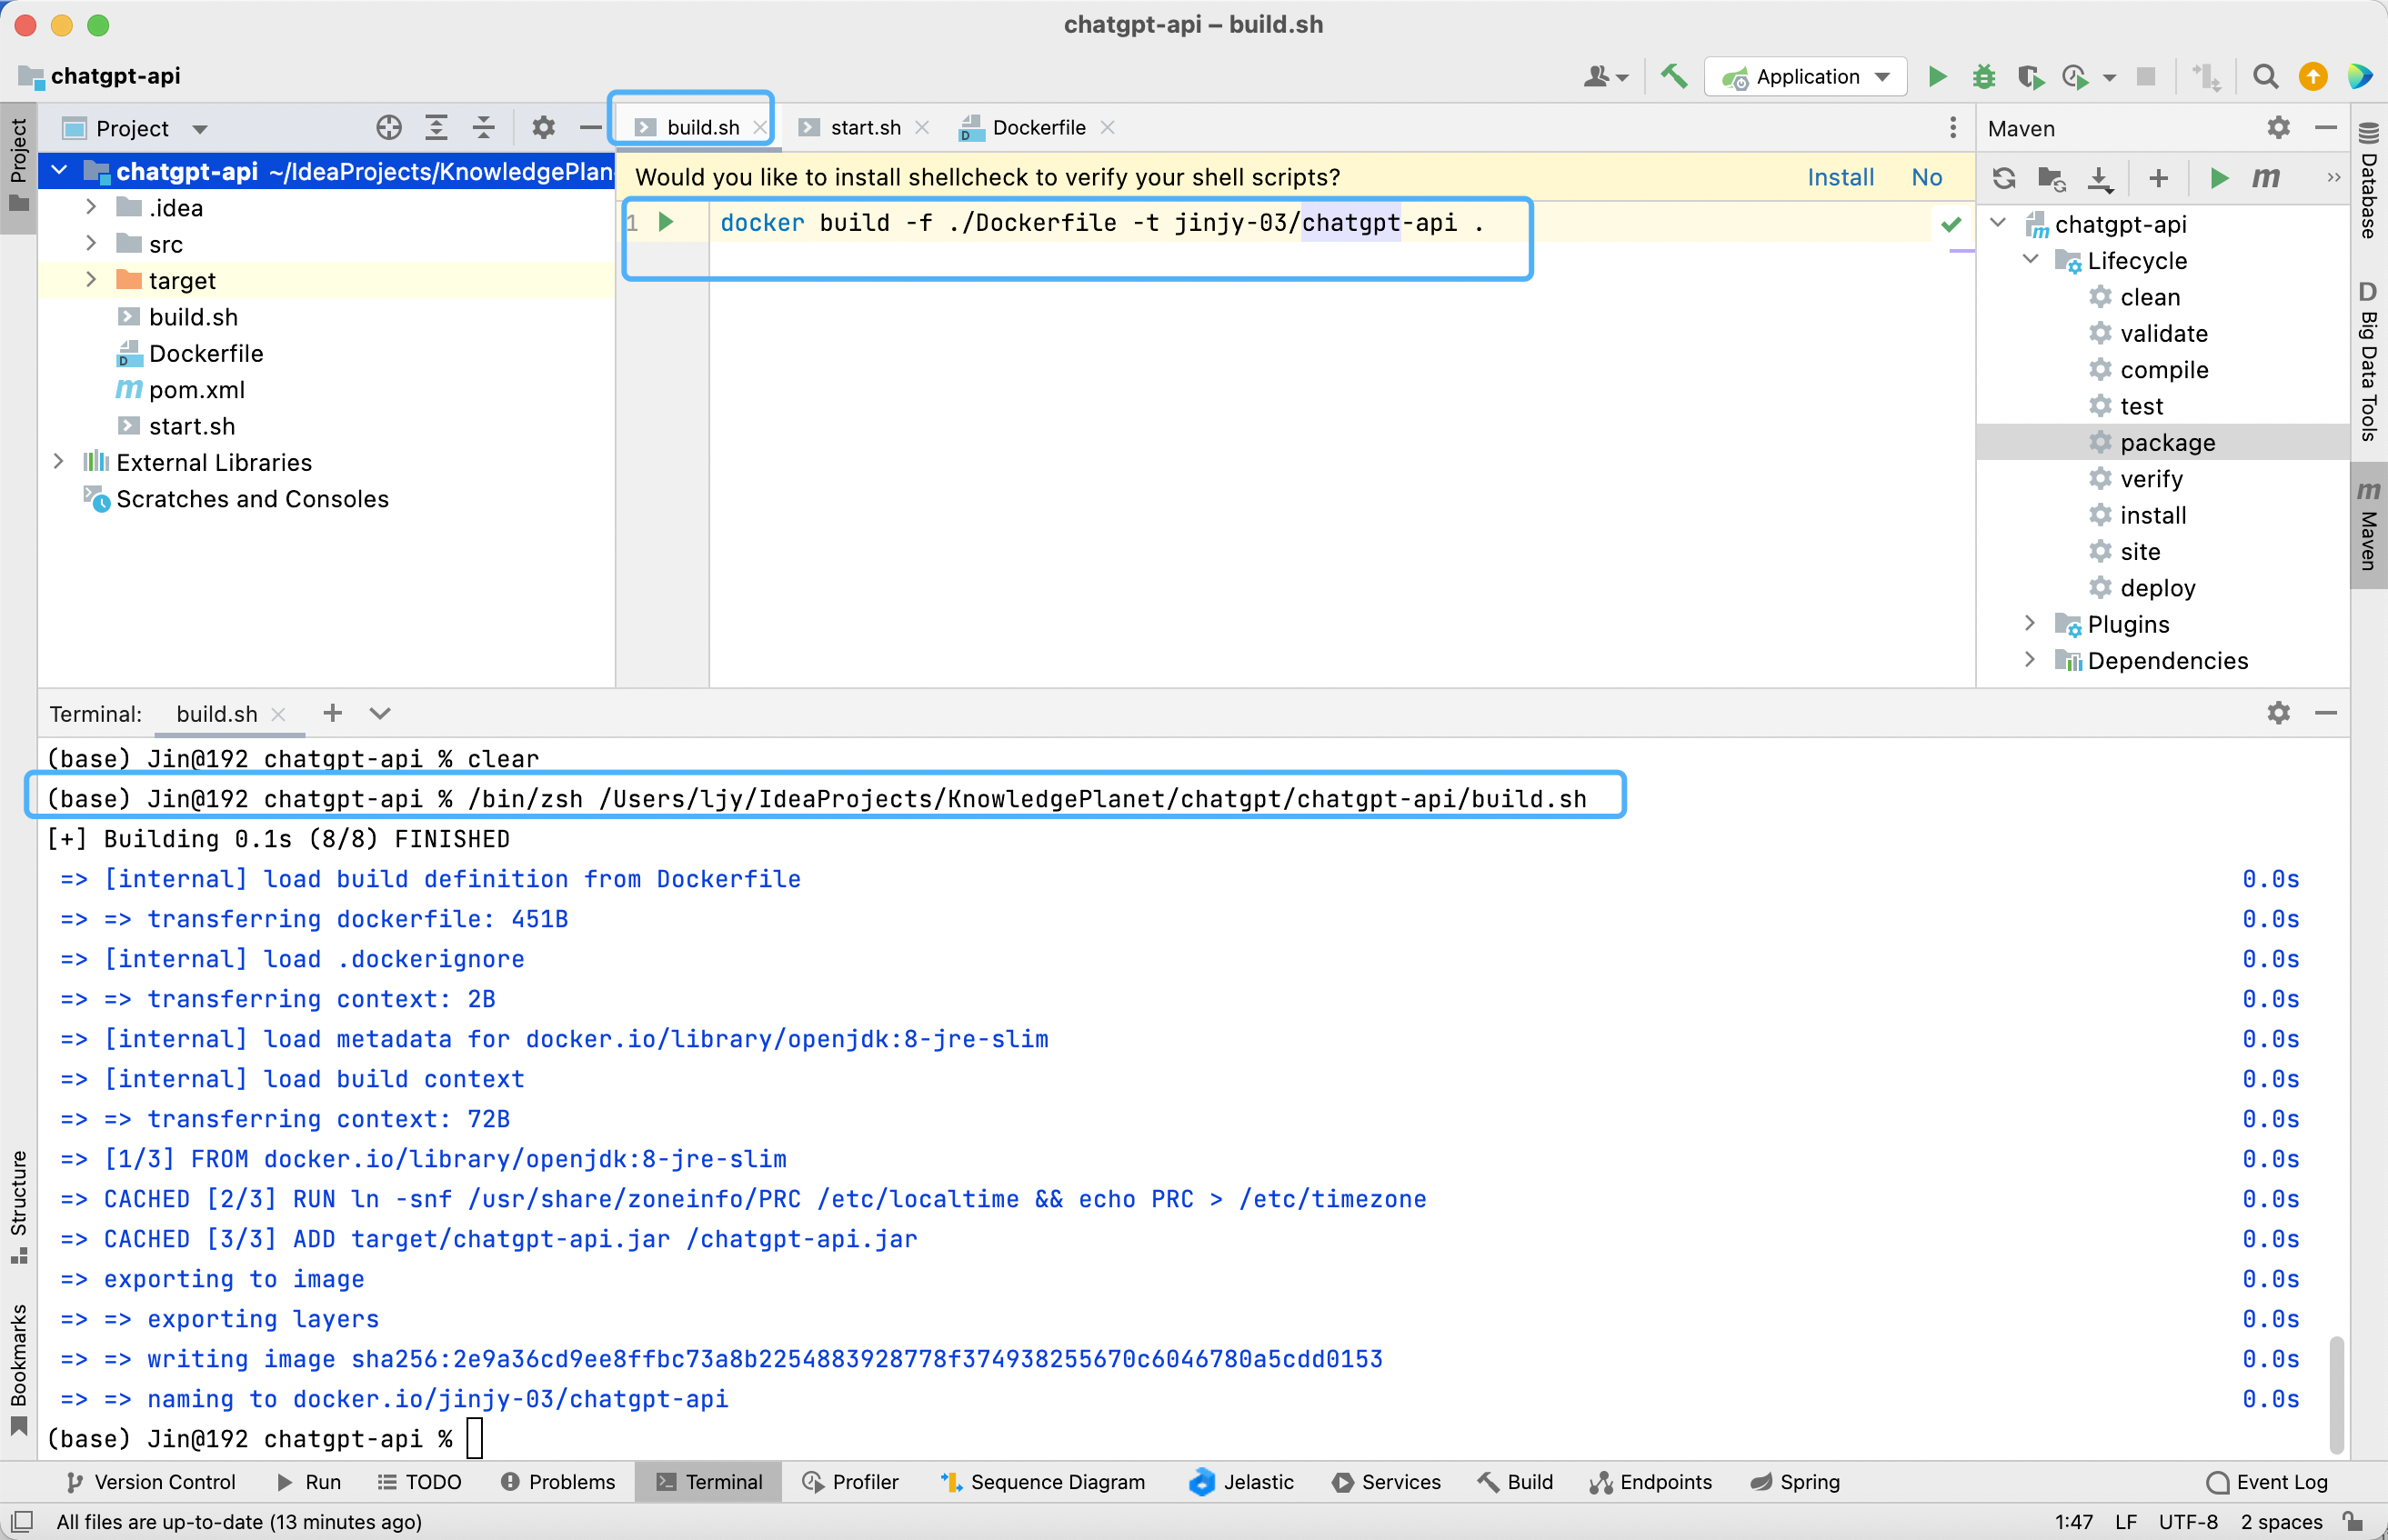 chatgpt-api – build.sh
chatgpt-api
Application
Project
build.sh
start.sh
Dockerfile
Maven
chatgpt-api ~/IdeaProjects/KnowledgePlan
.idea
src
target
build.sh
Dockerfile
pom.xml
start.sh
External Libraries
Scratches and Consoles
Would you like to install shellcheck to verify your shell scripts?
Install
No
1
docker build -f ./Dockerfile -t jinjy-03/chatgpt-api .
chatgpt-api
Lifecycle
clean
validate
compile
test
package
verify
install
site
deploy
Plugins
Dependencies
Project
Structure
Bookmarks
Database
Big Data Tools
Maven
Terminal:
build.sh
(base) Jin@192 chatgpt-api % clear
(base) Jin@192 chatgpt-api % /bin/zsh /Users/ljy/IdeaProjects/KnowledgePlanet/chatgpt/chatgpt-api/build.sh
[+] Building 0.1s (8/8) FINISHED
=> [internal] load build definition from Dockerfile 0.0s
=> => transferring dockerfile: 451B 0.0s
=> [internal] load .dockerignore 0.0s
=> => transferring context: 2B 0.0s
=> [internal] load metadata for docker.io/library/openjdk:8-jre-slim 0.0s
=> [internal] load build context 0.0s
=> => transferring context: 72B 0.0s
=> [1/3] FROM docker.io/library/openjdk:8-jre-slim 0.0s
=> CACHED [2/3] RUN ln -snf /usr/share/zoneinfo/PRC /etc/localtime && echo PRC > /etc/timezone 0.0s
=> CACHED [3/3] ADD target/chatgpt-api.jar /chatgpt-api.jar 0.0s
=> exporting to image 0.0s
=> => exporting layers 0.0s
=> => writing image sha256:2e9a36cd9ee8ffbc73a8b2254883928778f374938255670c6046780a5cdd0153 0.0s
=> => naming to docker.io/jinjy-03/chatgpt-api 0.0s
(base) Jin@192 chatgpt-api %
Version Control
Run
TODO
Problems
Terminal
Profiler
Sequence Diagram
Jelastic
Services
Build
Endpoints
Spring
Event Log
All files are up-to-date (13 minutes ago)
1:47
LF
UTF-8
2 spaces